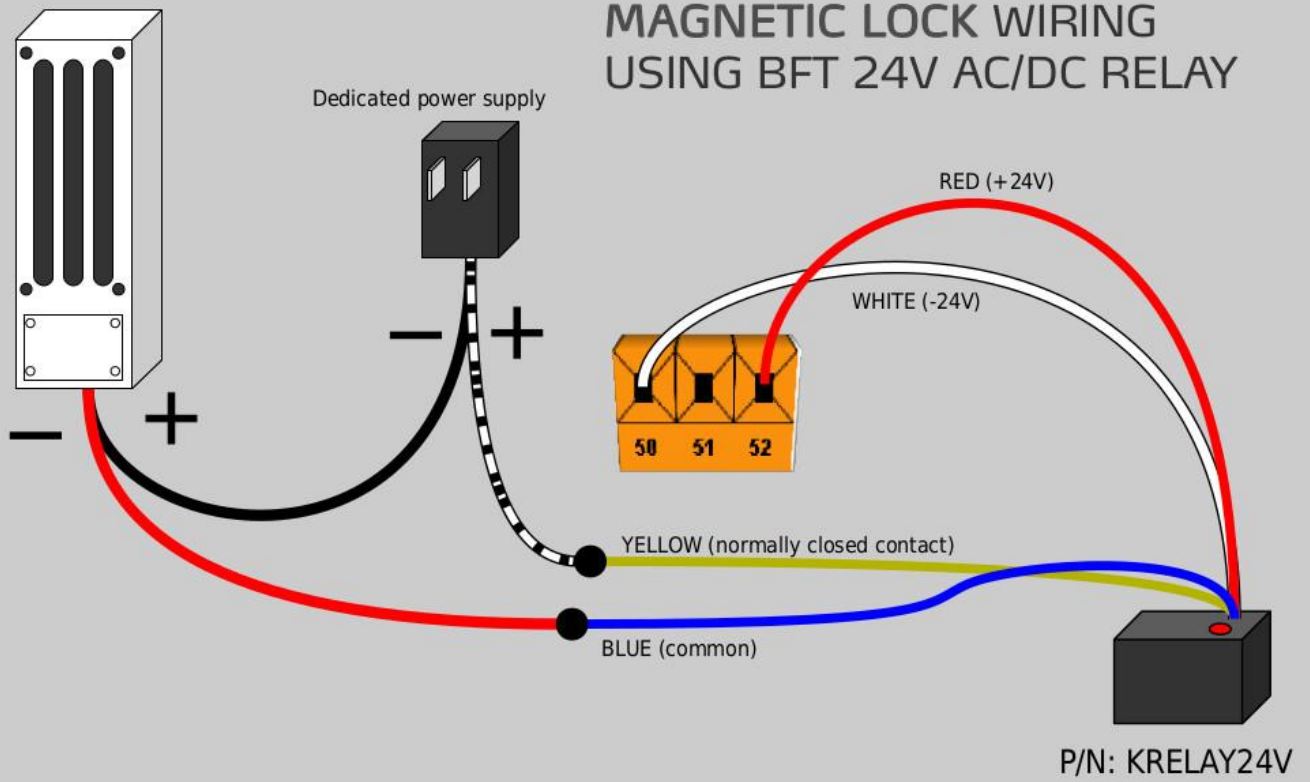 MAGNETIC LOCK WIRING
USING BFT 24V AC/DC RELAY
Dedicated power supply
RED (+24V)
WHITE (-24V)
− +
50 51 52
− +
YELLOW (normally closed contact)
BLUE (common)
P/N: KRELAY24V